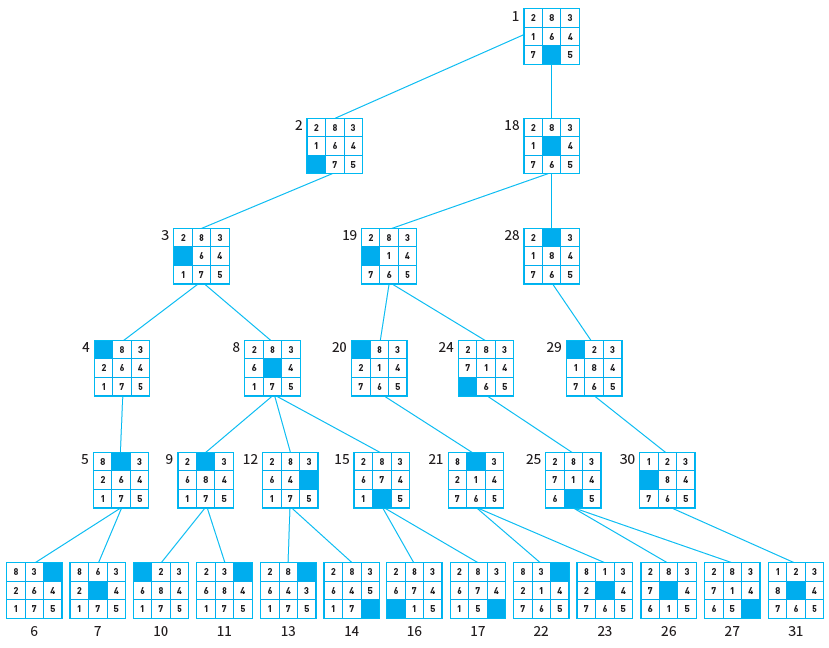 1
2 8 3
1 6 4
7 5
2
2 8 3
1 6 4
7 5
18
2 8 3
1 4
7 6 5
3
2 8 3
6 4
1 7 5
19
2 8 3
1 4
7 6 5
28
2 3
1 8 4
7 6 5
4
8 3
2 6 4
1 7 5
8
2 8 3
6 4
1 7 5
20
8 3
2 1 4
7 6 5
24
2 8 3
7 1 4
6 5
29
2 3
1 8 4
7 6 5
5
8 3
2 6 4
1 7 5
9
2 3
6 8 4
1 7 5
12
2 8 3
6 4
1 7 5
15
2 8 3
6 7 4
1 5
21
8 3
2 1 4
7 6 5
25
2 8 3
7 1 4
6 5
30
1 2 3
8 4
7 6 5
8 3
2 6 4
1 7 5
6
8 6 3
2 4
1 7 5
7
2 3
6 8 4
1 7 5
10
2 3
6 8 4
1 7 5
11
2 8
6 4 3
1 7 5
13
2 8 3
6 4 5
1 7
14
2 8 3
6 7 4
1 5
16
2 8 3
6 7 4
1 5
17
8 3
2 1 4
7 6 5
22
8 1 3
2 4
7 6 5
23
2 8 3
7 4
6 1 5
26
2 8 3
7 1 4
6 5
27
1 2 3
8 4
7 6 5
31